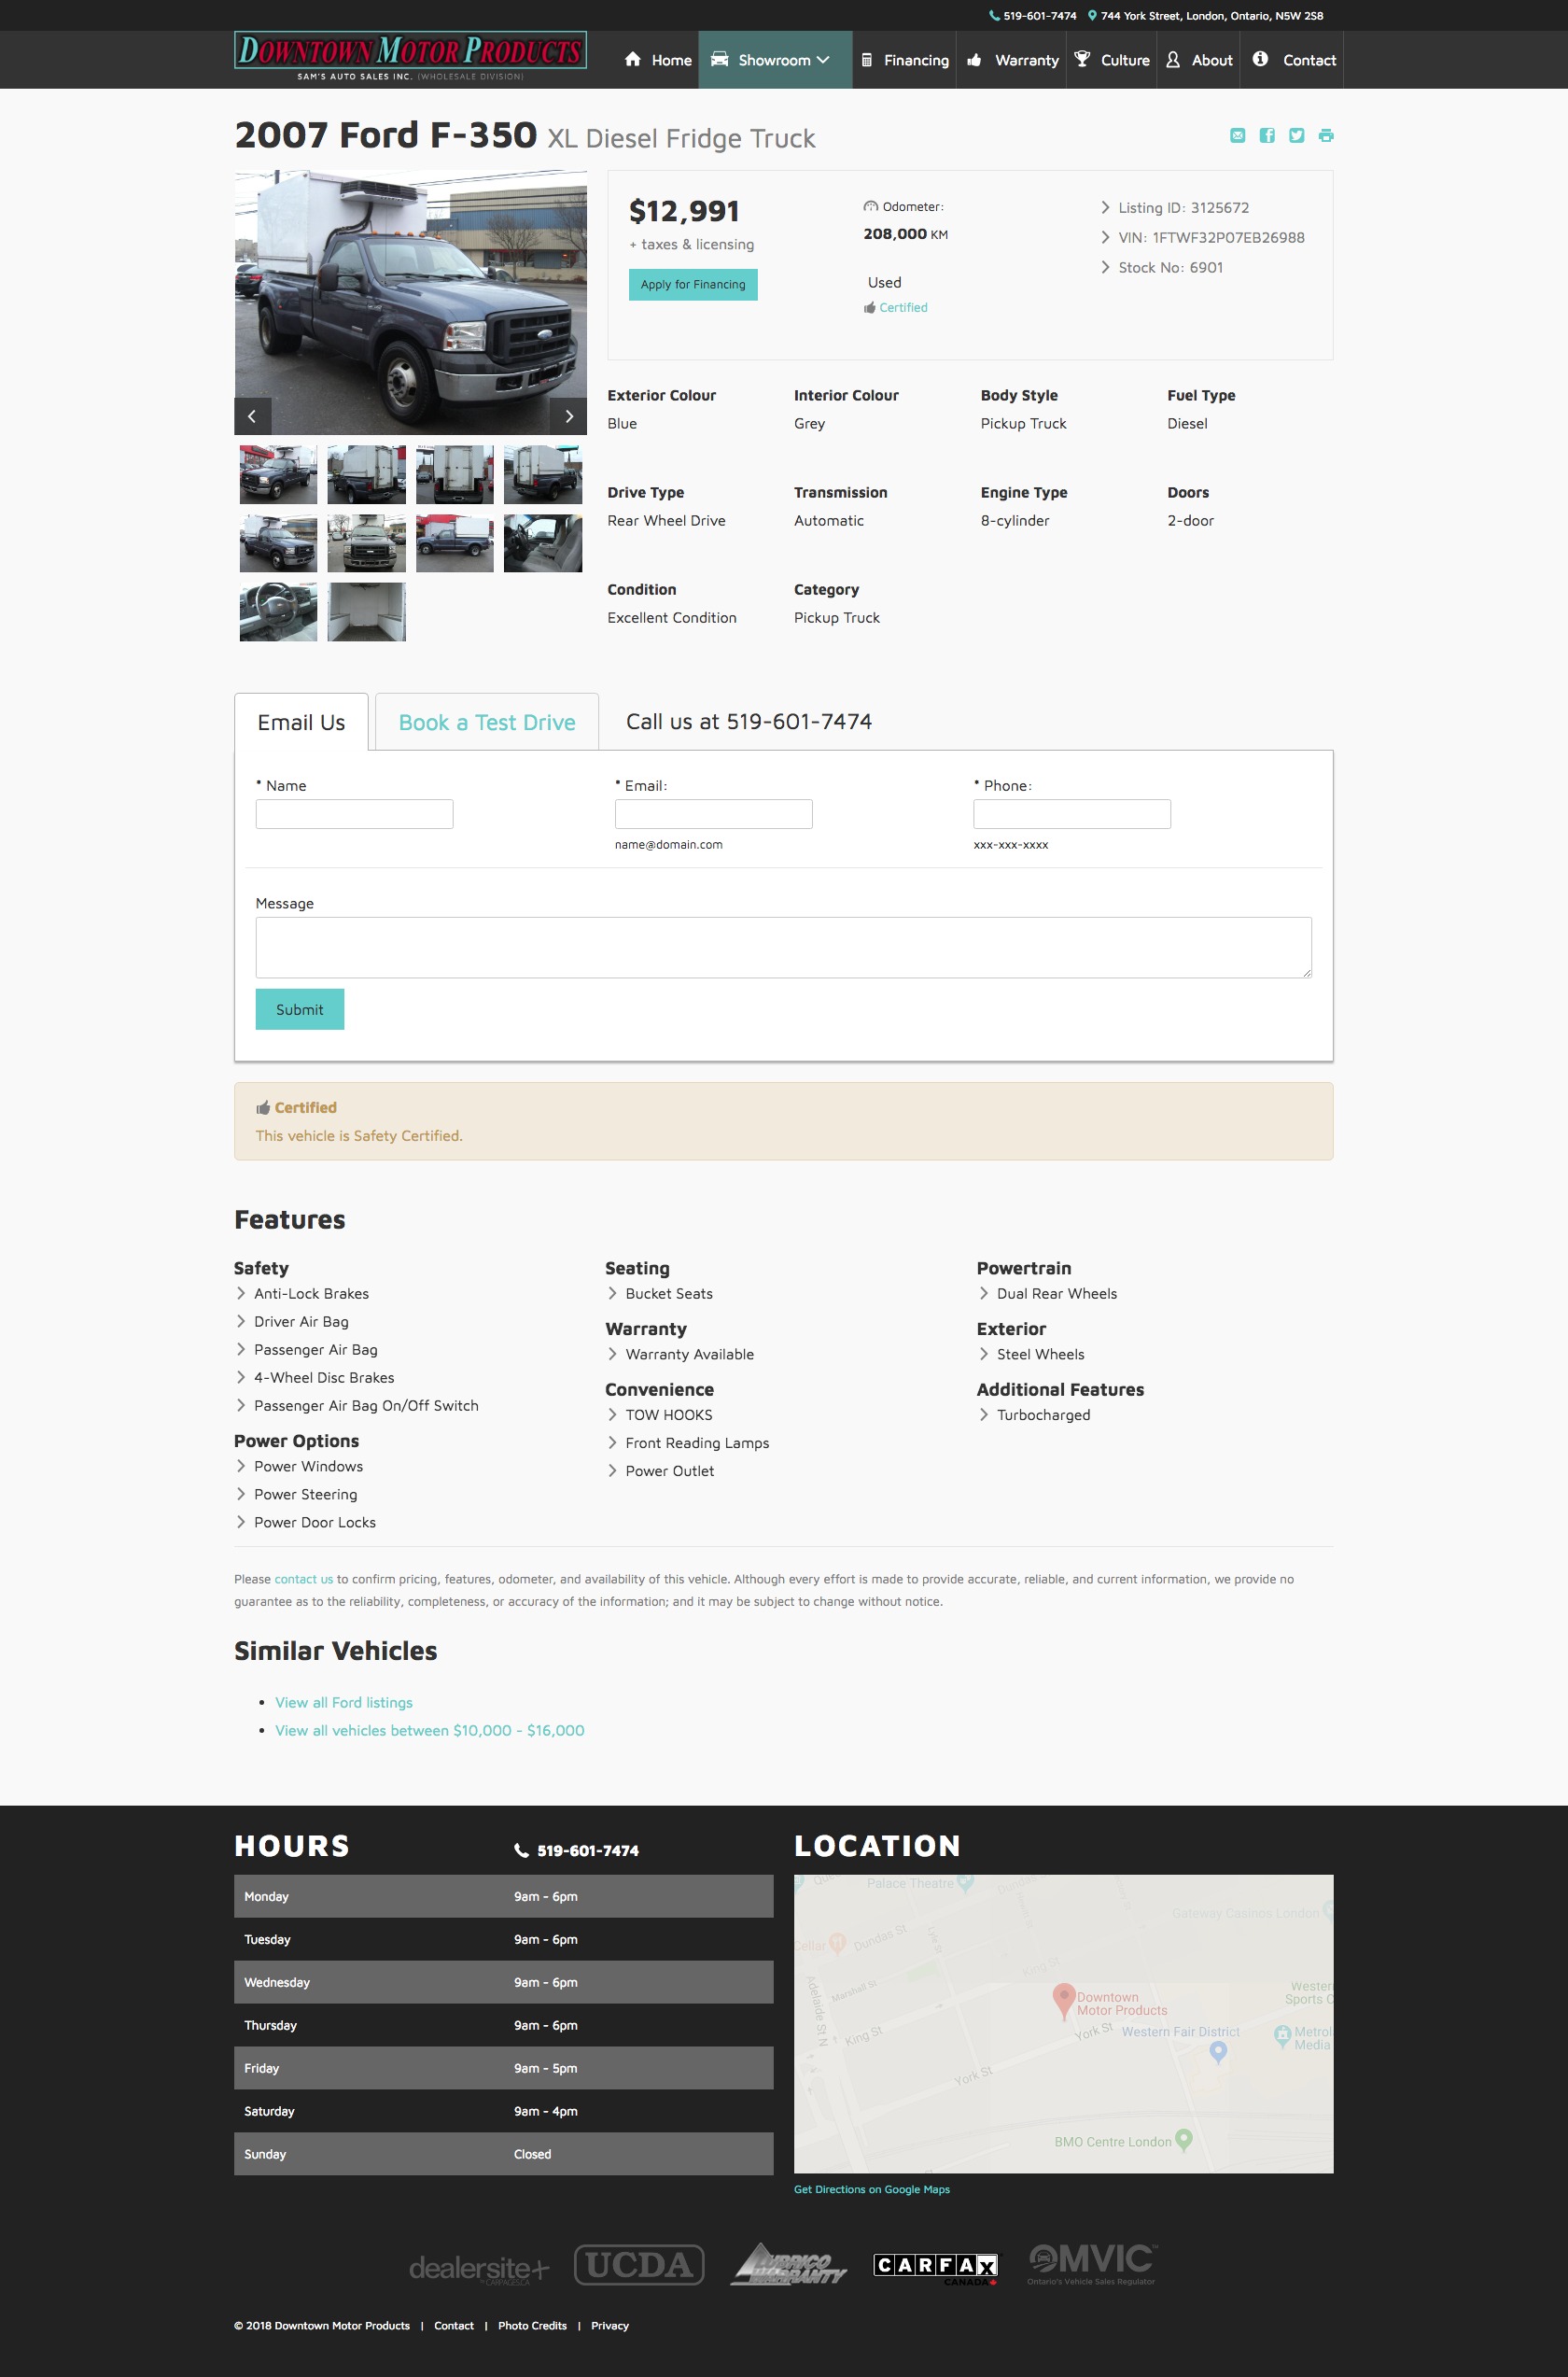 519-601-7474 744 York Street, London, Ontario, N5W 2S8
DOWNTOWN MOTOR PRODUCTS
SAM'S AUTO SALES INC. (WHOLESALE DIVISION)
Home Showroom Financing Warranty Culture About Contact
2007 Ford F-350 XL Diesel Fridge Truck
$12,991
+ taxes & licensing
Apply for Financing
Odometer:
208,000 KM
Used
Certified
Listing ID: 3125672
VIN: 1FTWF32P07EB26988
Stock No: 6901
Exterior Colour Interior Colour Body Style Fuel Type
Blue Grey Pickup Truck Diesel
Drive Type Transmission Engine Type Doors
Rear Wheel Drive Automatic 8-cylinder 2-door
Condition Category
Excellent Condition Pickup Truck
Email Us Book a Test Drive Call us at 519-601-7474
* Name * Email: * Phone:
name@domain.com xxx-xxx-xxxx
Message
Submit
Certified
This vehicle is Safety Certified.
Features
Safety
Anti-Lock Brakes
Driver Air Bag
Passenger Air Bag
4-Wheel Disc Brakes
Passenger Air Bag On/Off Switch
Power Options
Power Windows
Power Steering
Power Door Locks
Seating
Bucket Seats
Warranty
Warranty Available
Convenience
TOW HOOKS
Front Reading Lamps
Power Outlet
Powertrain
Dual Rear Wheels
Exterior
Steel Wheels
Additional Features
Turbocharged
Please contact us to confirm pricing, features, odometer, and availability of this vehicle. Although every effort is made to provide accurate, reliable, and current information, we provide no
guarantee as to the reliability, completeness, or accuracy of the information; and it may be subject to change without notice.
Similar Vehicles
View all Ford listings
View all vehicles between $10,000 - $16,000
HOURS 519-601-7474
Monday 9am - 6pm
Tuesday 9am - 6pm
Wednesday 9am - 6pm
Thursday 9am - 6pm
Friday 9am - 5pm
Saturday 9am - 4pm
Sunday Closed
LOCATION
Palace Theatre
Dundas
Gateway Casinos London
Cellar
Dundas St
Lyle St
King St
Marshall St
Adelaide St N
Western
Sports C
Downtown
Motor Products
King St
York St
Western Fair District
Metrol
Media
York St
BMO Centre London
Get Directions on Google Maps
dealersite+
BY CARPAGES.CA
UCDA
LUBRICO
WARRANTY
CARFAX
CANADA
OMVIC™
Ontario's Vehicle Sales Regulator
© 2018 Downtown Motor Products | Contact | Photo Credits | Privacy